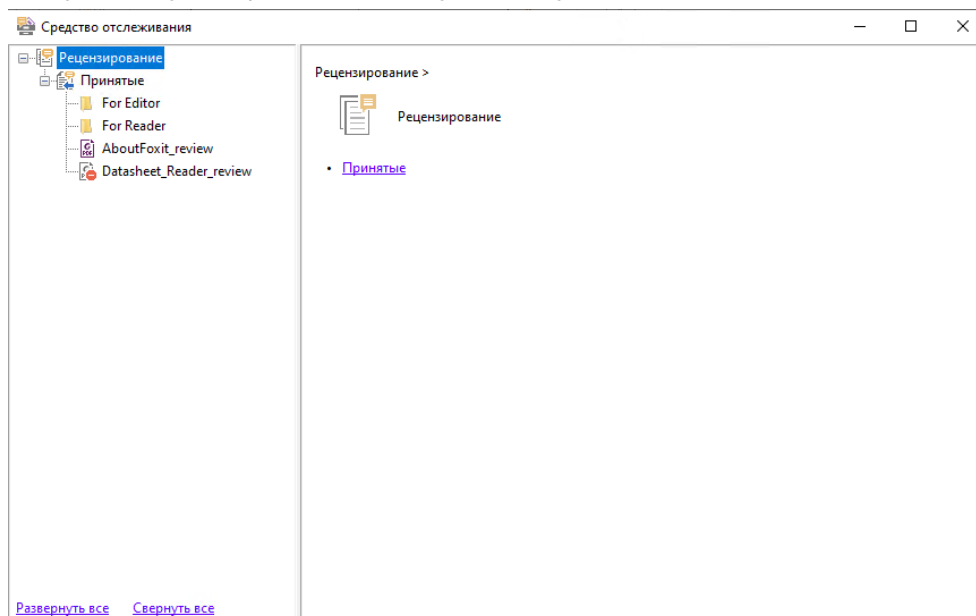 Средство отслеживания
Рецензирование
Принятые
For Editor
For Reader
AboutFoxit_review
Datasheet_Reader_review
Развернуть все Свернуть все
Рецензирование >
Рецензирование
• Принятые